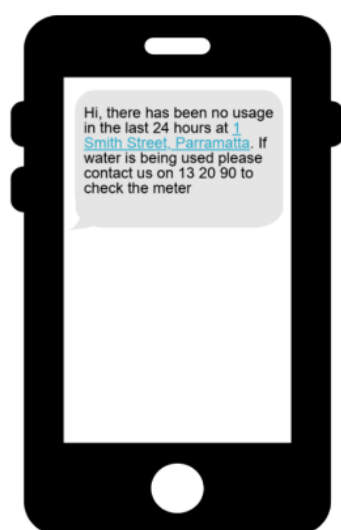 Hi, there has been no usage
in the last 24 hours at 1
Smith Street, Parramatta. If
water is being used please
contact us on 13 20 90 to
check the meter